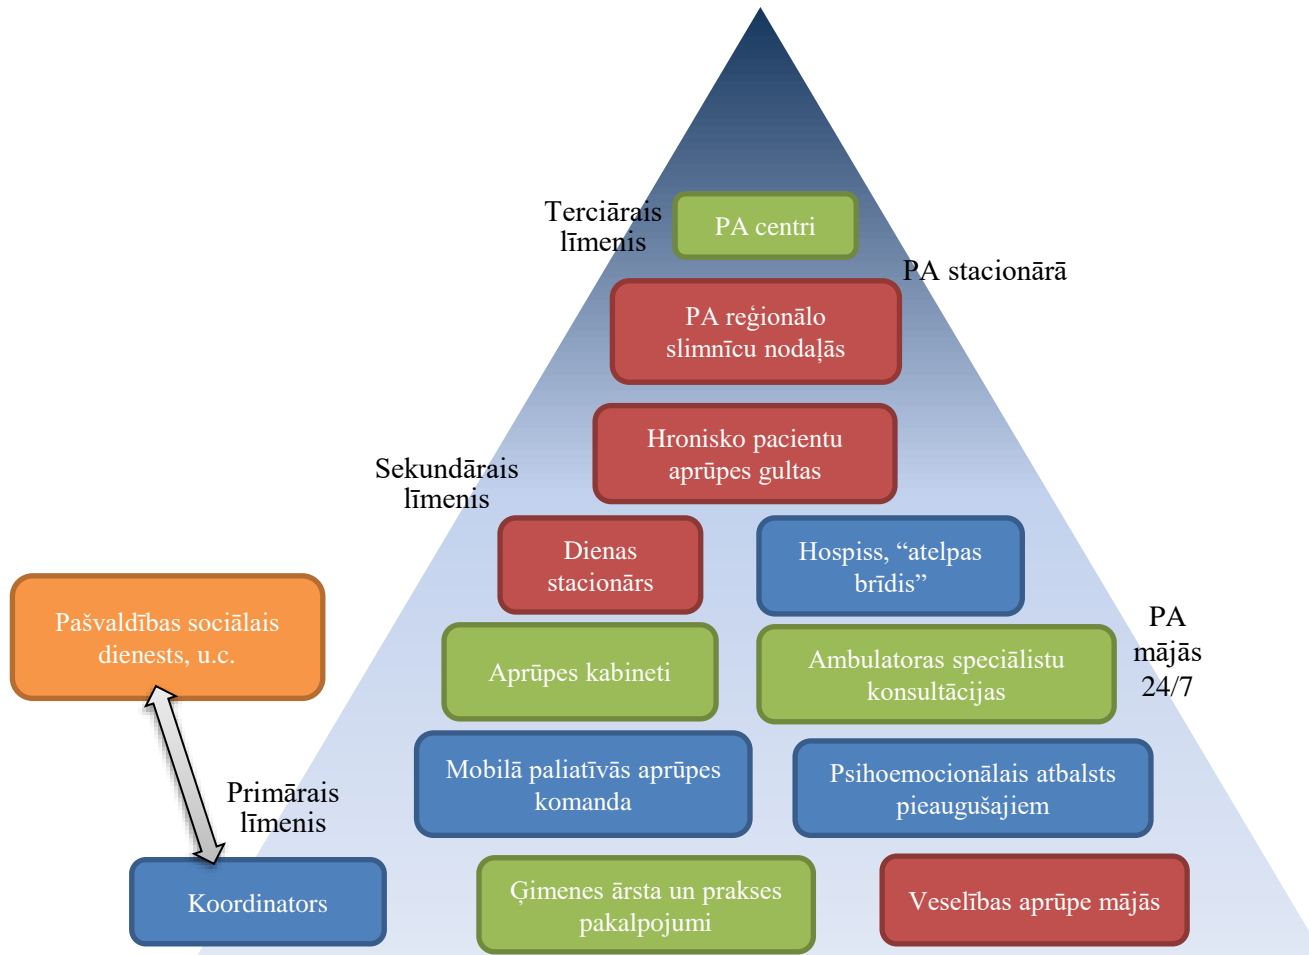 Terciārais
līmenis
PA centri
PA stacionārā
PA reģionālo
slimnīcu nodaļās
Hronisko pacientu
aprūpes gultas
Sekundārais
līmenis
Dienas
stacionārs
Hospiss, “atelpas
brīdis”
Pašvaldības sociālais
dienests, u.c.
Aprūpes kabineti
Ambulatoras speciālistu
konsultācijas
PA
mājās
24/7
Mobilā paliatīvās aprūpes
komanda
Psihoemocionālais atbalsts
pieaugušajiem
Primārais
līmenis
Koordinators
Ģimenes ārsta un prakses
pakalpojumi
Veselības aprūpe mājās